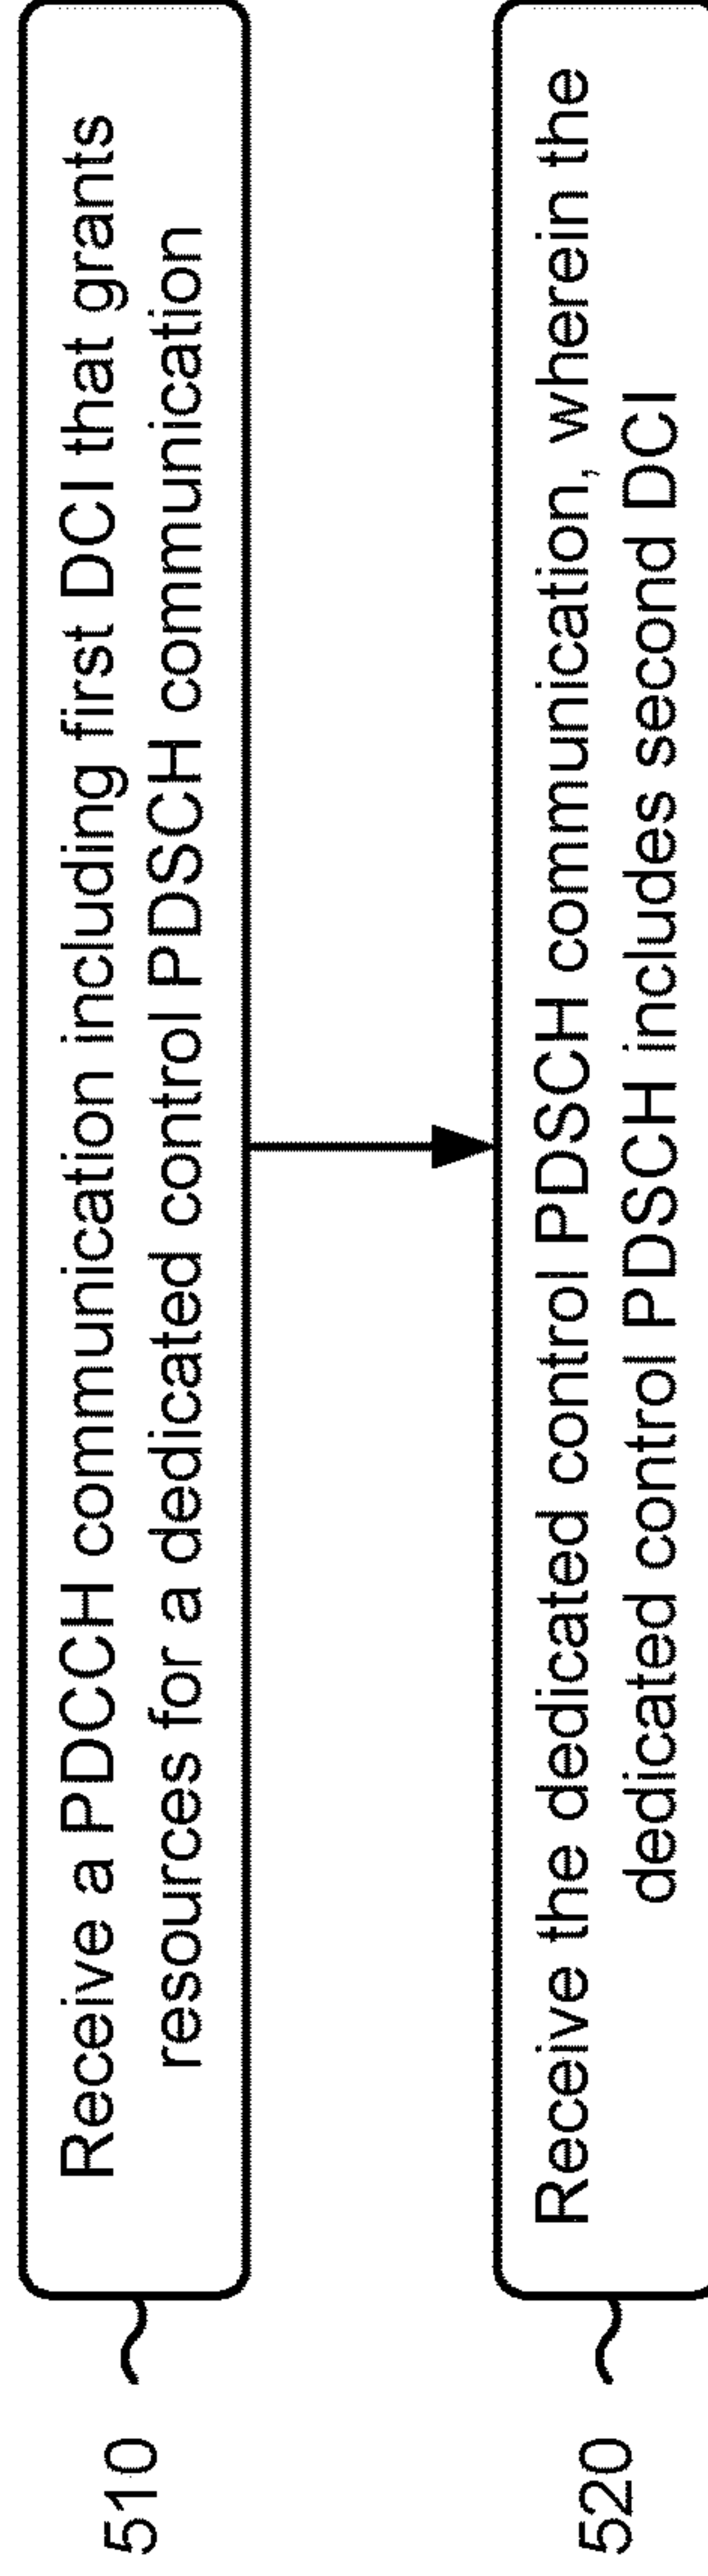 510
Receive a PDCCH communication including first DCI that grants
resources for a dedicated control PDSCH communication
520
Receive the dedicated control PDSCH communication, wherein the
dedicated control PDSCH includes second DCI